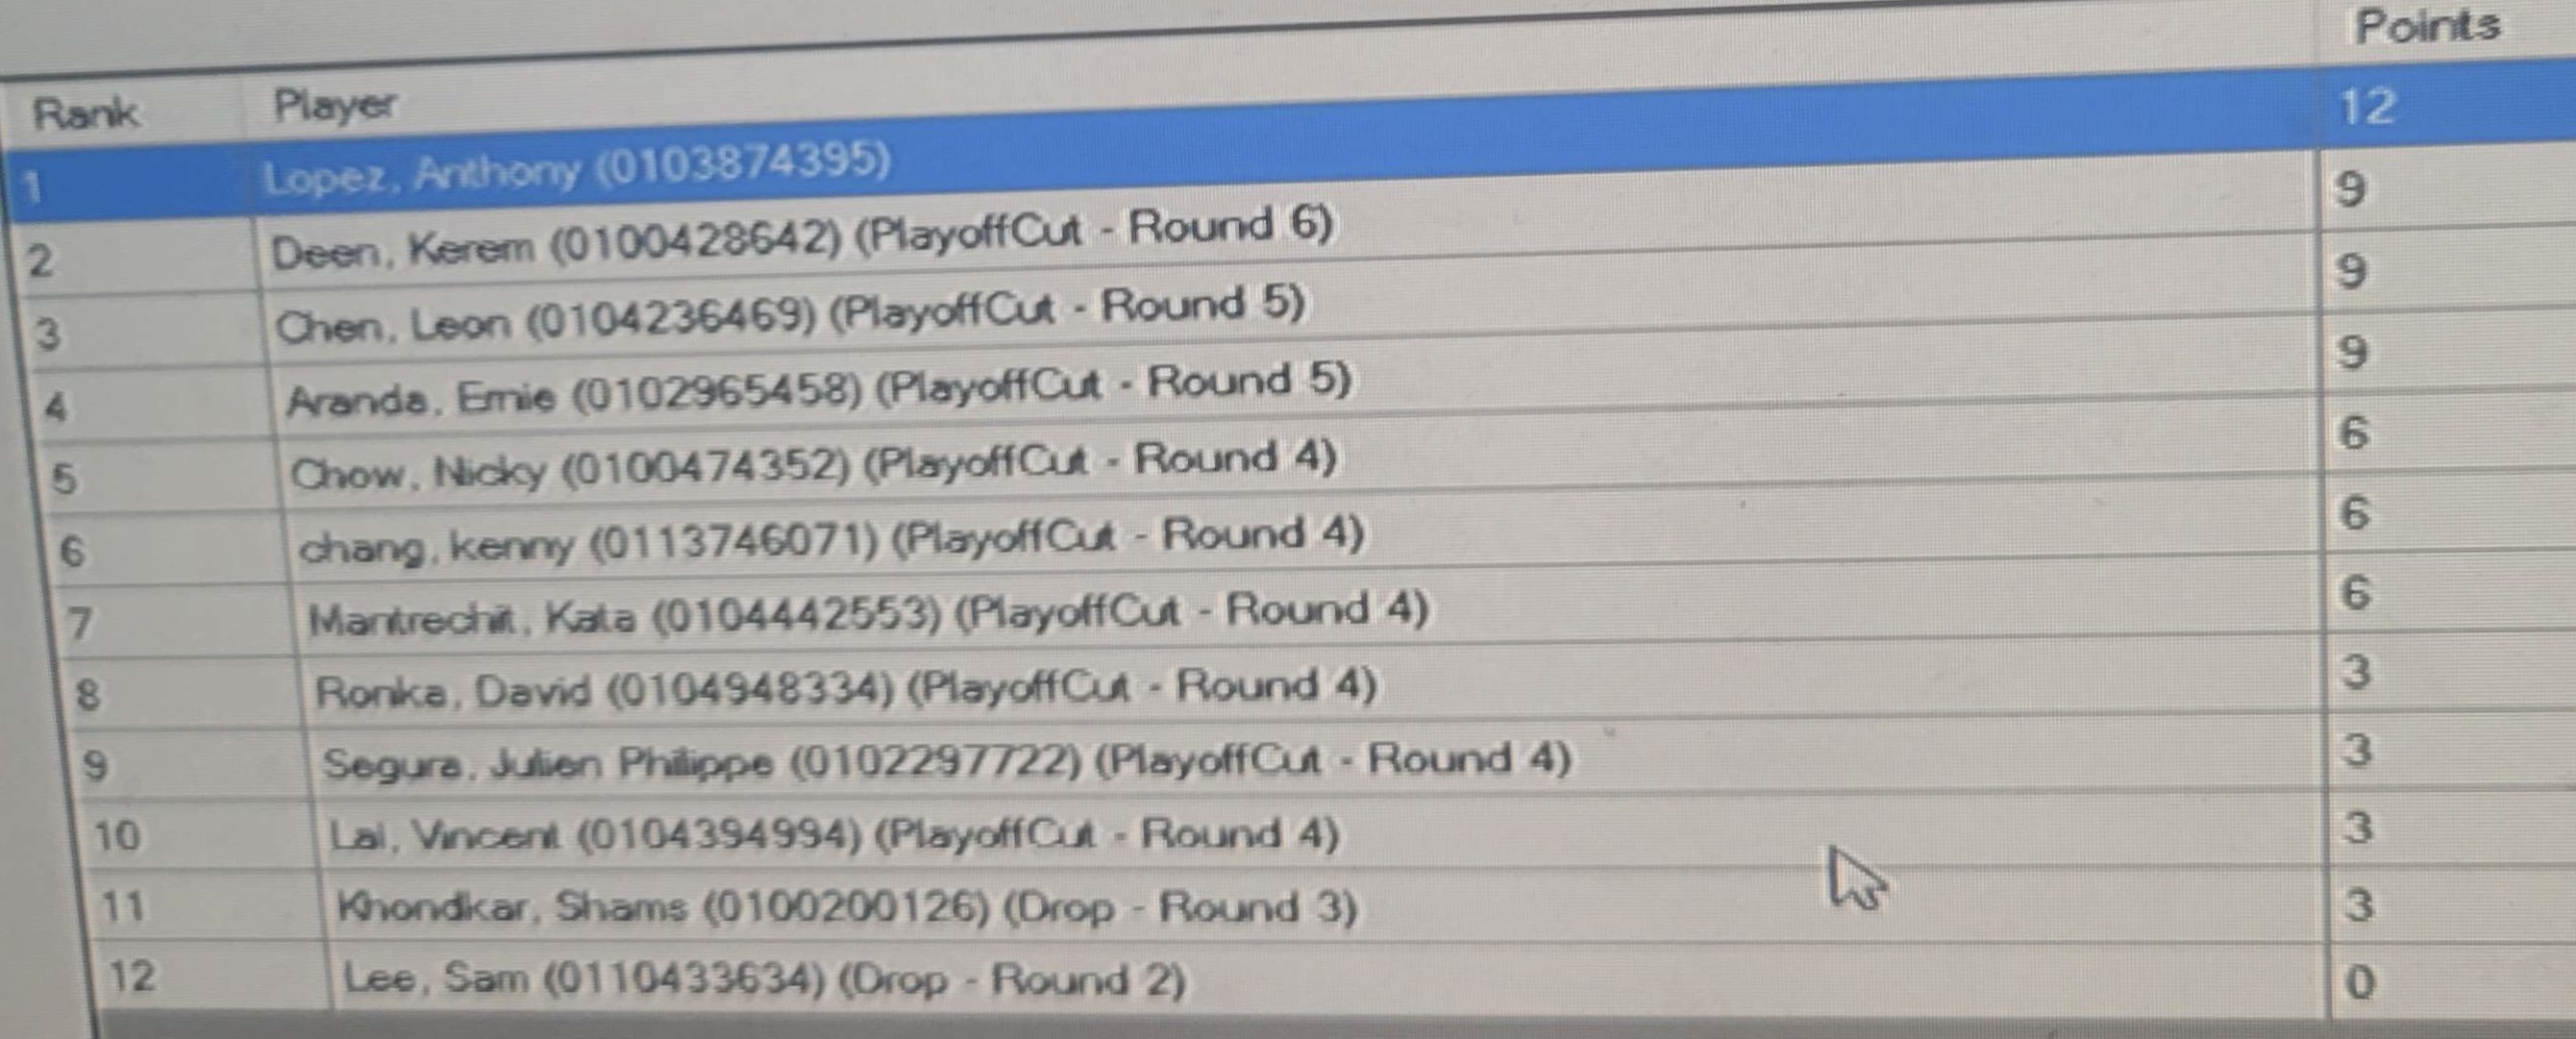 Rank Player Points
1 Lopez, Anthony (0103874395) 12
2 Deen, Kerem (0100428642) (PlayoffCut - Round 6) 9
3 Chen, Leon (0104236469) (PlayoffCut - Round 5) 9
4 Aranda, Ernie (0102965458) (PlayoffCut - Round 5) 9
5 Chow, Nicky (0100474352) (PlayoffCut - Round 4) 6
6 chang, kenny (0113746071) (PlayoffCut - Round 4) 6
7 Mantrechit, Kata (0104442553) (PlayoffCut - Round 4) 6
8 Ronka, David (0104948334) (PlayoffCut - Round 4) 3
9 Segura, Julien Philippe (0102297722) (PlayoffCut - Round 4) 3
10 Lai, Vincent (0104394994) (PlayoffCut - Round 4) 3
11 Khondkar, Shams (0100200126) (Drop - Round 3) 3
12 Lee, Sam (0110433634) (Drop - Round 2) 0